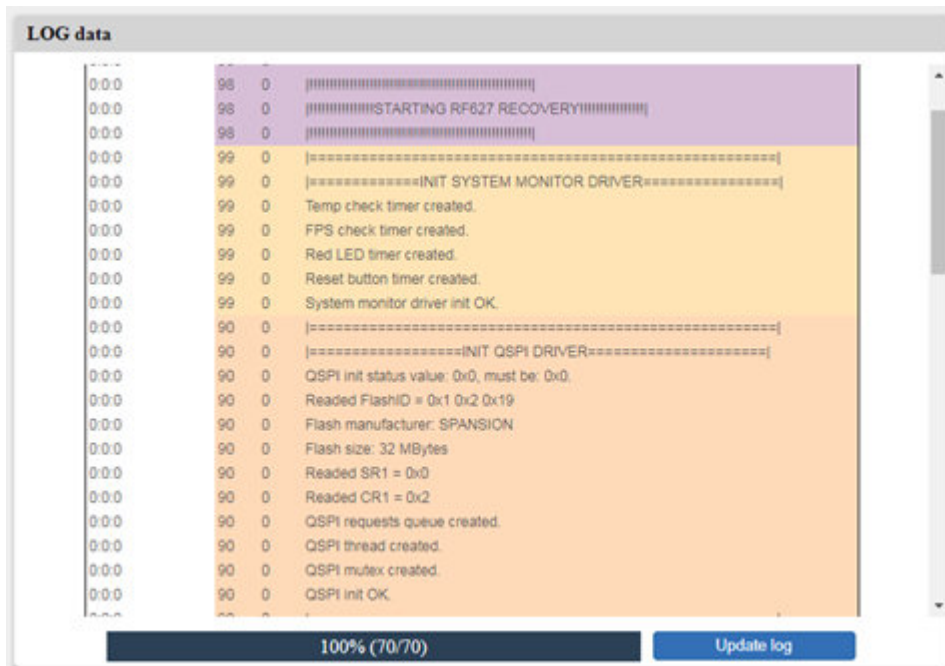 LOG data
0:0:0 98 0 |!!!!!!!!!!!!!!!!!!!!!!!!!!!!!!!!!!!!!!!!!!!!!!!!!!!!!!!!|
0:0:0 98 0 |!!!!!!!!!!!!!!!!STARTING RF627 RECOVERY!!!!!!!!!!!!!!!!|
0:0:0 98 0 |!!!!!!!!!!!!!!!!!!!!!!!!!!!!!!!!!!!!!!!!!!!!!!!!!!!!!!!!|
0:0:0 99 0 |=======================================================|
0:0:0 99 0 |=============INIT SYSTEM MONITOR DRIVER================|
0:0:0 99 0 Temp check timer created.
0:0:0 99 0 FPS check timer created.
0:0:0 99 0 Red LED timer created.
0:0:0 99 0 Reset button timer created.
0:0:0 99 0 System monitor driver init OK.
0:0:0 90 0 |=======================================================|
0:0:0 90 0 |==================INIT QSPI DRIVER=====================|
0:0:0 90 0 QSPI init status value: 0x0, must be: 0x0.
0:0:0 90 0 Readed FlashID = 0x1 0x2 0x19
0:0:0 90 0 Flash manufacturer: SPANSION
0:0:0 90 0 Flash size: 32 MBytes
0:0:0 90 0 Readed SR1 = 0x0
0:0:0 90 0 Readed CR1 = 0x2
0:0:0 90 0 QSPI requests queue created.
0:0:0 90 0 QSPI thread created.
0:0:0 90 0 QSPI mutex created.
0:0:0 90 0 QSPI init OK.
100% (70/70) Update log